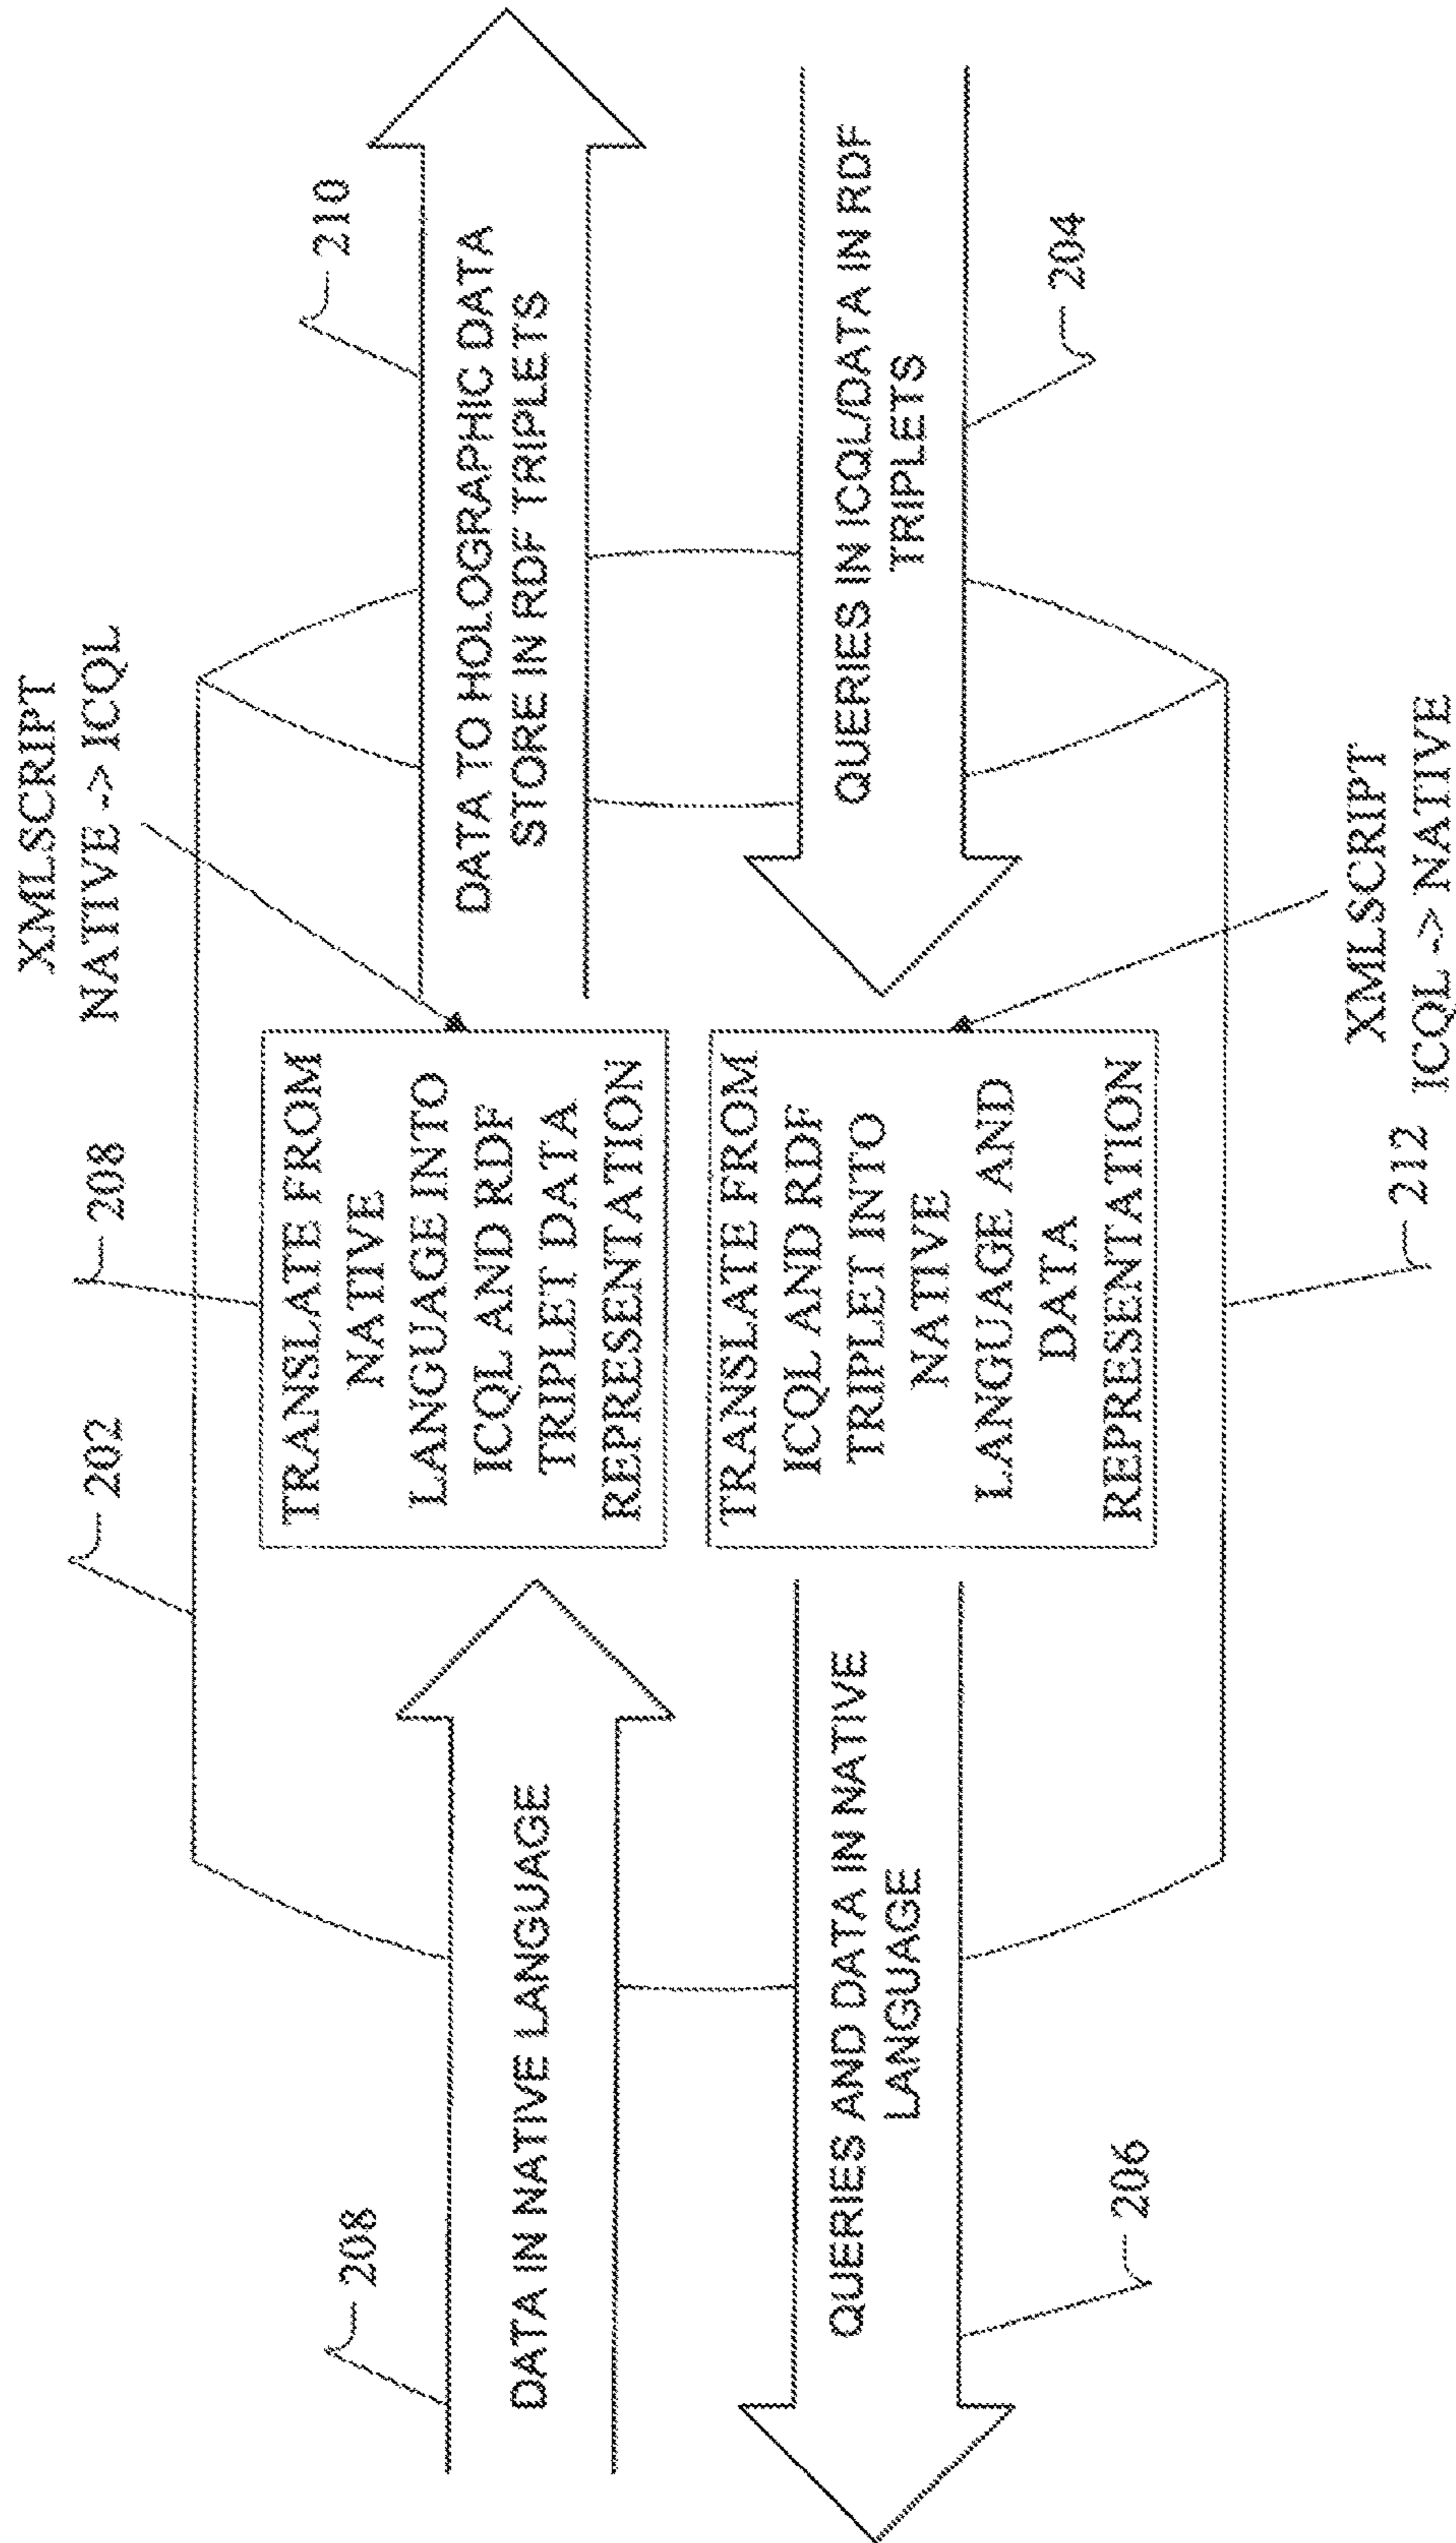 XMLSCRIPT
NATIVE -> ICQL
202
208
208
210
DATA IN NATIVE LANGUAGE
TRANSLATE FROM
NATIVE
LANGUAGE INTO
ICQL AND RDF
TRIPLET DATA
REPRESENTATION
DATA TO HOLOGRAPHIC DATA
STORE IN RDF TRIPLETS
QUERIES AND DATA IN NATIVE
LANGUAGE
TRANSLATE FROM
ICQL AND RDF
TRIPLET INTO
NATIVE
LANGUAGE AND
DATA
REPRESENTATION
QUERIES IN ICQL/DATA IN RDF
TRIPLETS
206
204
212
XMLSCRIPT
ICQL -> NATIVE